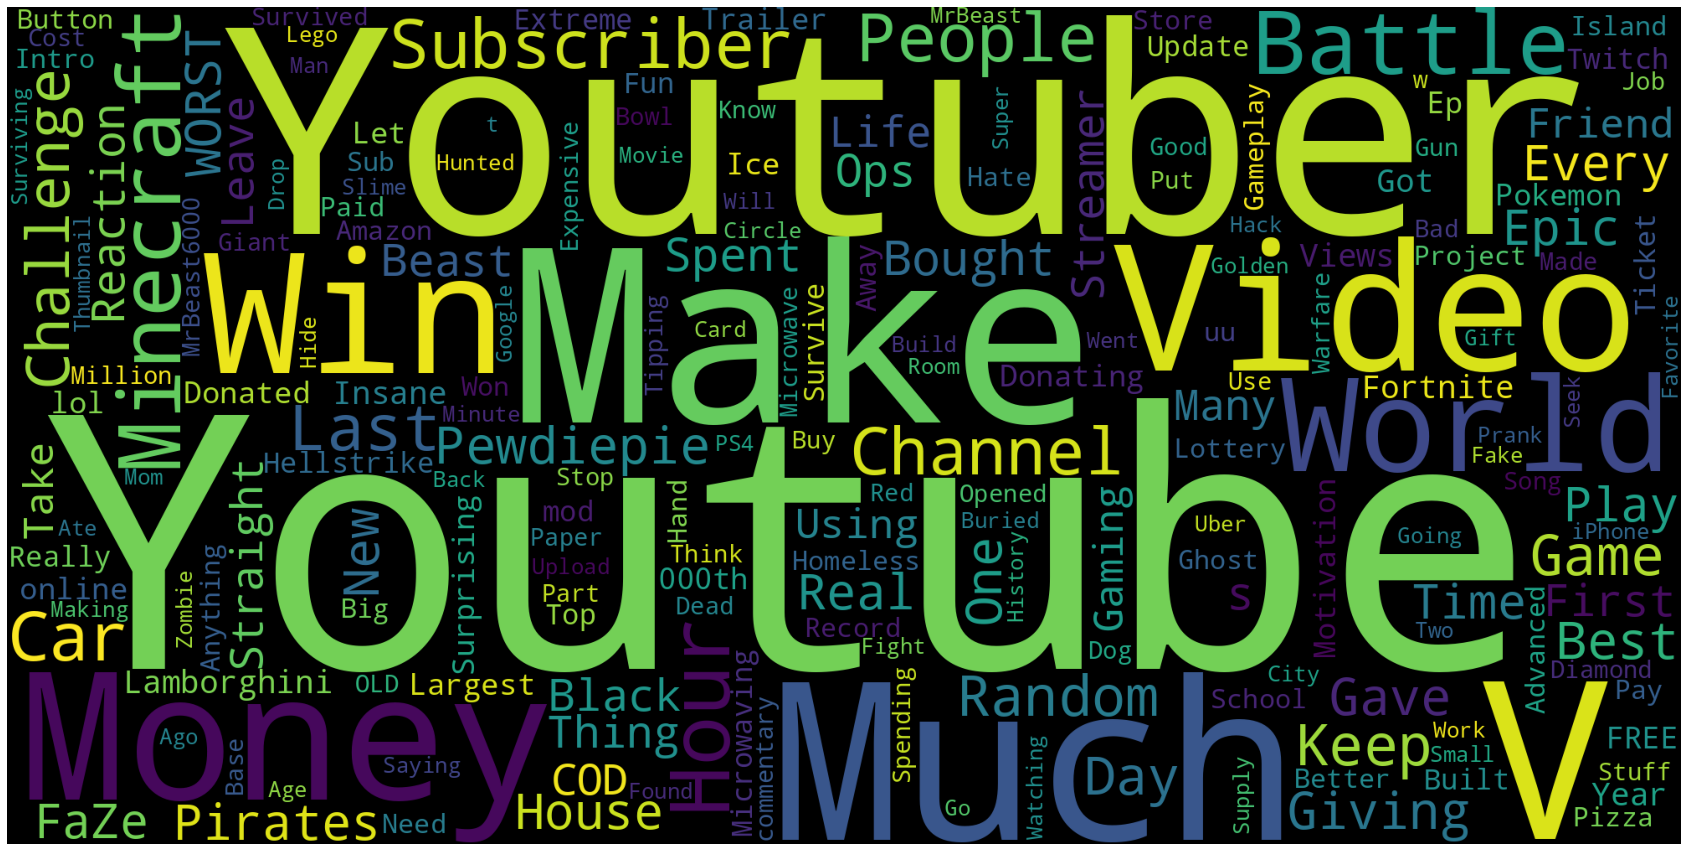 Button
Survived
Extreme
Trailer
MrBeast
Store
Island
Cost
Lego
Subscriber
People
Update
Battle
Twitch
Intro
Man
Youtuber
Job
Minecraft
WORST
Fun
Surviving
Challenge
Reaction
Leave
Let
t
Bowl
Know
Life
Super
Streamer
Gameplay
w
Ep
Friend
Sub
Hunted
Expensive
Movie
Ice
Ops
Hate
Good
Gun
Every
Drop
Slime
Will
Put
Got
Pokemon
Paid
Amazon
Circle
Hack
Bad
Epic
Giant
Thumbnail
MrBeast6000
Win
Beast
Make
Spent
Away
Bought
Video
Golden
Views
Project
Made
Ticket
Google
Hide
Tipping
Card
Microwave
Survive
Build
Room
Went
uu
Warfare
Gift
Favorite
Million
lol
Donated
Insane
Won
Minute
Donating
Use
Fortnite
World
Seek
Last
Pewdiepie
PS4
Buy
Channel
Many
Lottery
Prank
Fake
Take
Mom
Hellstrike
Back
Stop
Youtube
Red
Opened
Motivation
Song
Play
Ate
Straight
New
Surprising
mod
Paper
Hand
Using
Buried
One
History
Gaming
Uber
Going
iPhone
Really
Upload
Think
Homeless
Ghost
Game
online
Making
Zombie
Anything
Big
Part
Top
OOOth
Dead
Real
Record
s
Time
Two
First
Car
Fight
Dog
Best
Lamborghini
OLD
Largest
Black
Hour
Microwaving
commentary
Spending
Random
City
School
Gave
Advanced
Diamond
Pay
Money
Much
V
Ago
Base
Saying
Thing
Watching
Day
Supply
Keep
Work
Small
FREE
Age
COD
Found
Go
Better
Built
Stuff
FaZe
Pirates
Need
House
Giving
Year
Pizza